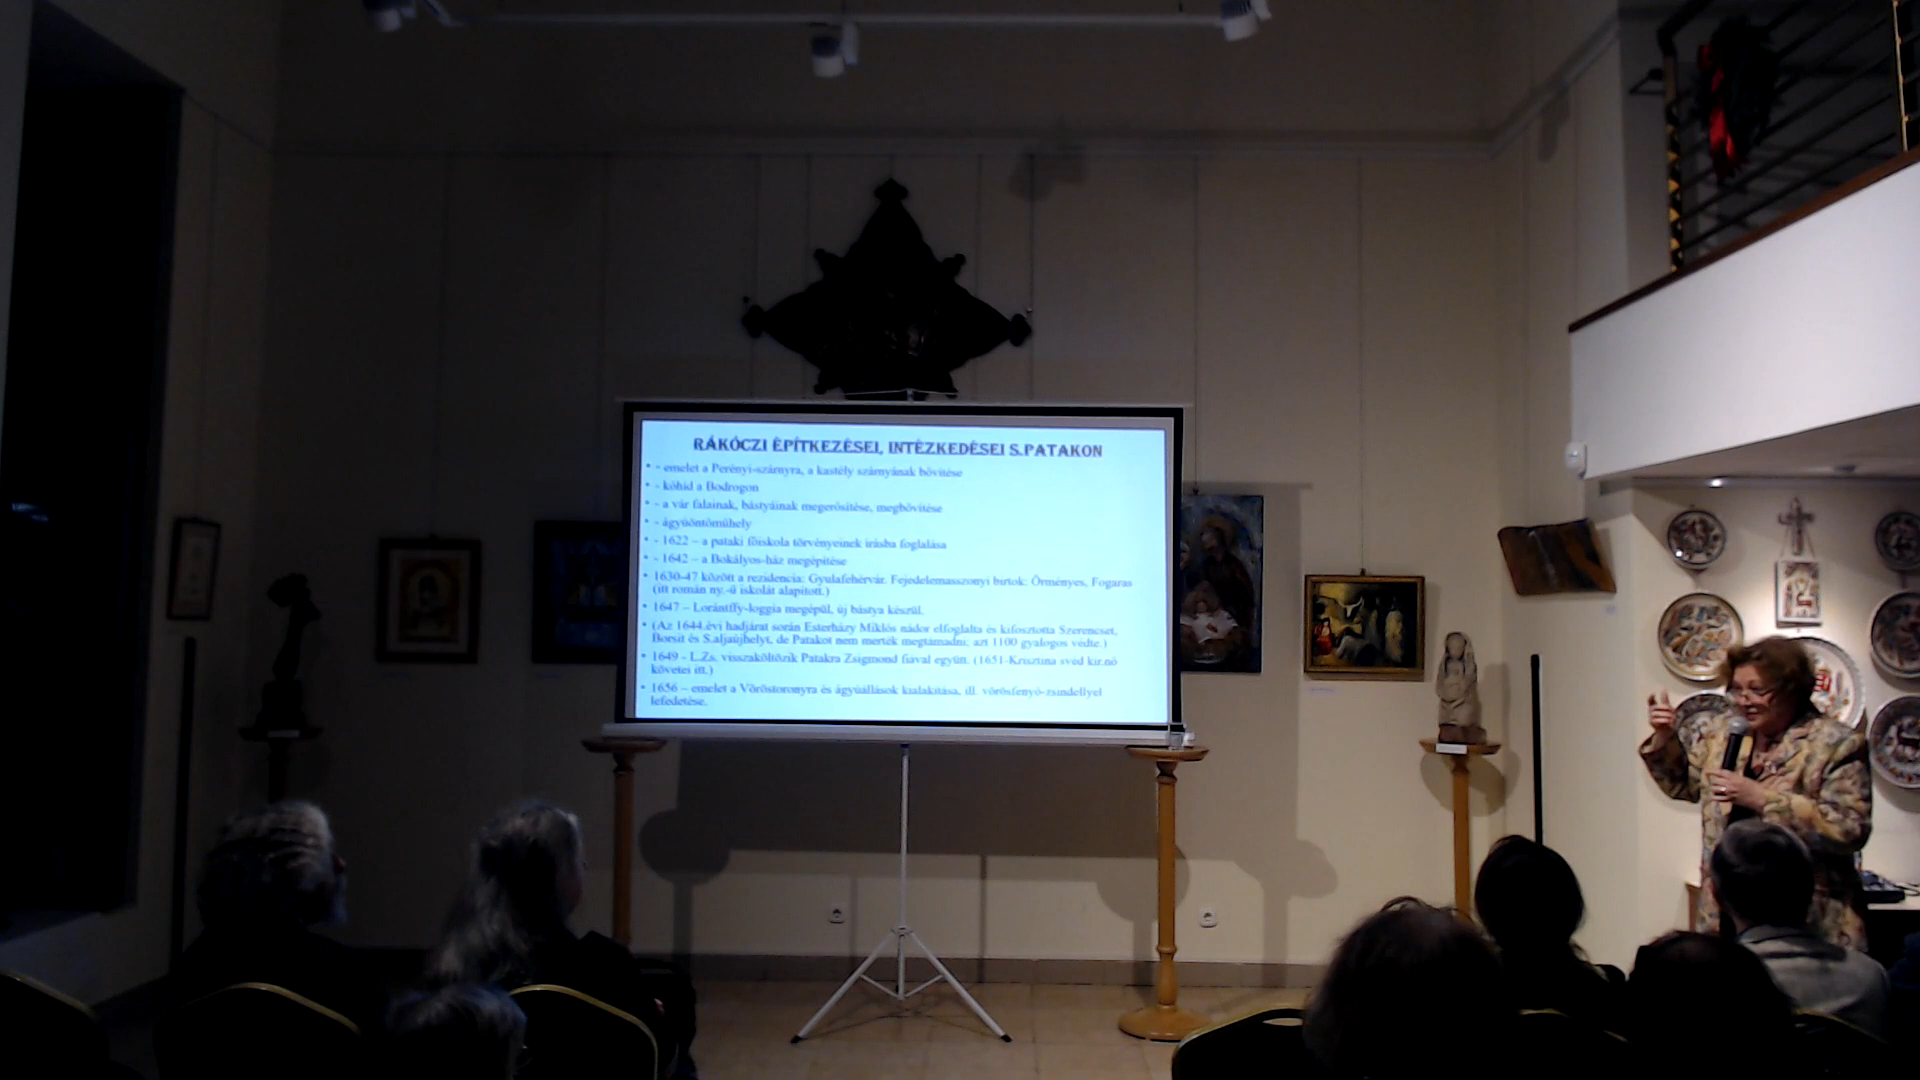 RÁKÓCZI ÉPÍTKEZÉSEI, INTÉZKEDÉSEI S.PATAKON
• - emelet a Perényi-szárnyra, a kastély szárnyának bővítése
• - kőhíd a Bodrogon
• - a vár falainak, bástyáinak megerősítése, megbővítése
• - ágyúöntőműhely
• - 1622 – a pataki főiskola törvényeinek írásba foglalása
• - 1642 – a Bokályos-ház megépítése
• 1630-47 között a rezidencia: Gyulafehérvár. Fejedelemasszonyi birtok: Örményes, Fogaras
(itt román ny.-ű iskolát alapított.)
• 1647 – Lorántffy-loggia megépül, új bástya készül.
• (Az 1644.évi hadjárat során Esterházy Miklós nádor elfoglalta és kifosztotta Szerencset,
Borsit és S.aljaújhelyt, de Patakot nem merték megtámadni; azt 1100 gyalogos védte.)
• 1649 - L.Zs. visszaköltözik Patakra Zsigmond fiával együtt. (1651-Krisztina svéd kir.nő
követei itt.)
• 1656 – emelet a Vöröstoronyra és ágyúállások kialakítása, ill. vörösfenyő-zsindellyel
lefedetése.